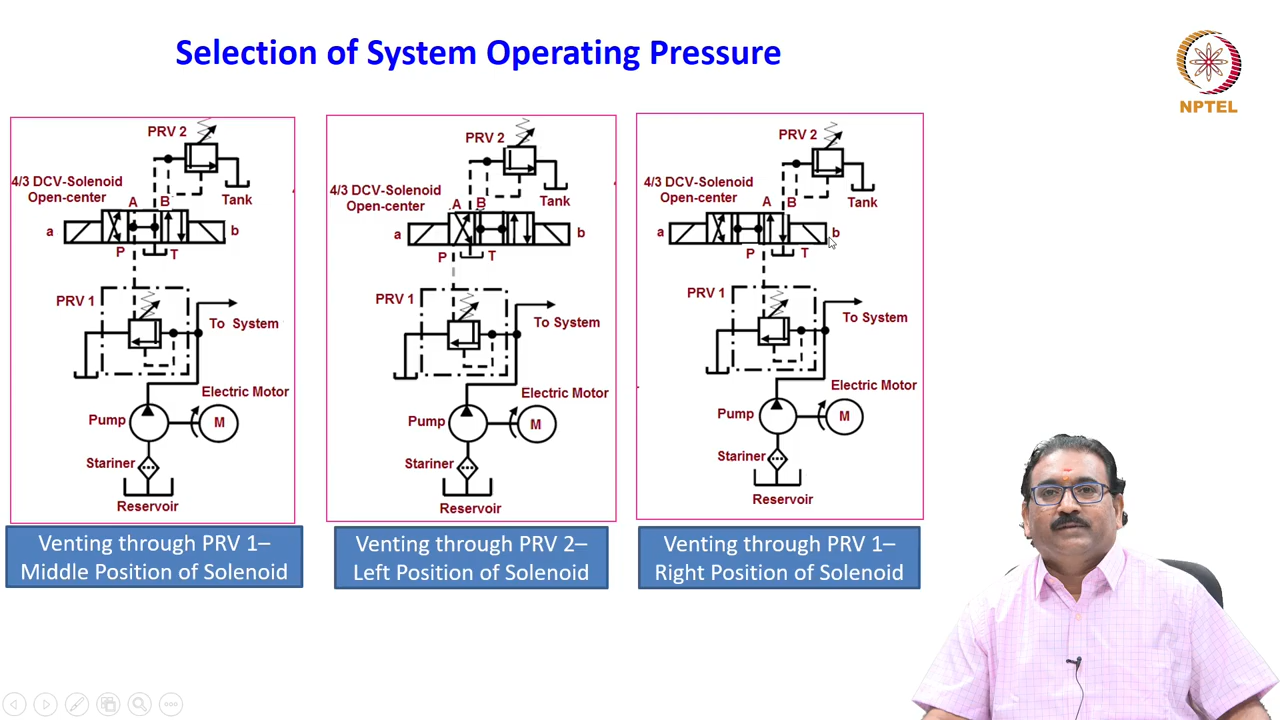 Selection of System Operating Pressure
NPTEL
PRV 2
4/3 DCV-Solenoid
Open-center
Tank
A
B
a
b
P
T
PRV 1
To System
Electric Motor
Pump
M
Stariner
Reservoir
Venting through PRV 1–
Middle Position of Solenoid
PRV 2
4/3 DCV-Solenoid
Open-center
Tank
A
B
a
b
P
T
PRV 1
To System
Electric Motor
Pump
M
Stariner
Reservoir
Venting through PRV 2–
Left Position of Solenoid
PRV 2
4/3 DCV-Solenoid
Open-center
Tank
A
B
a
b
P
T
PRV 1
To System
Electric Motor
Pump
M
Stariner
Reservoir
Venting through PRV 1–
Right Position of Solenoid